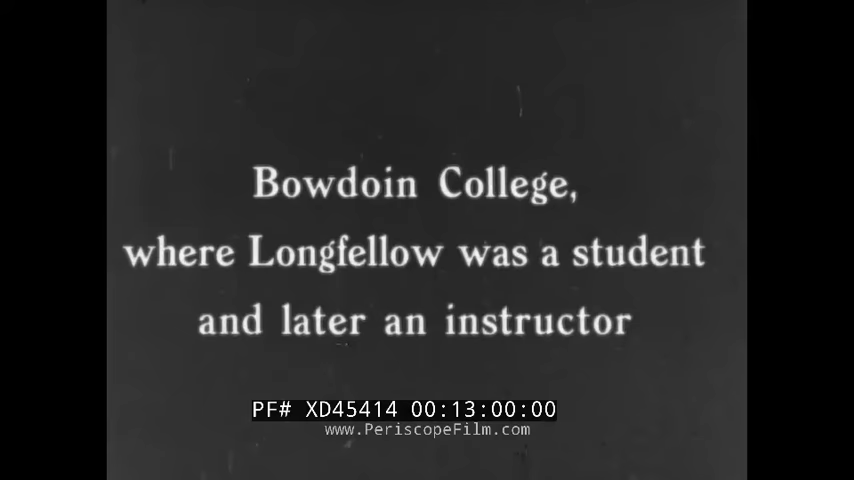 Bowdoin College,
where Longfellow was a student
and later an instructor
PF# XD45414 00:13:00:00
www.PeriscopeFilm.com